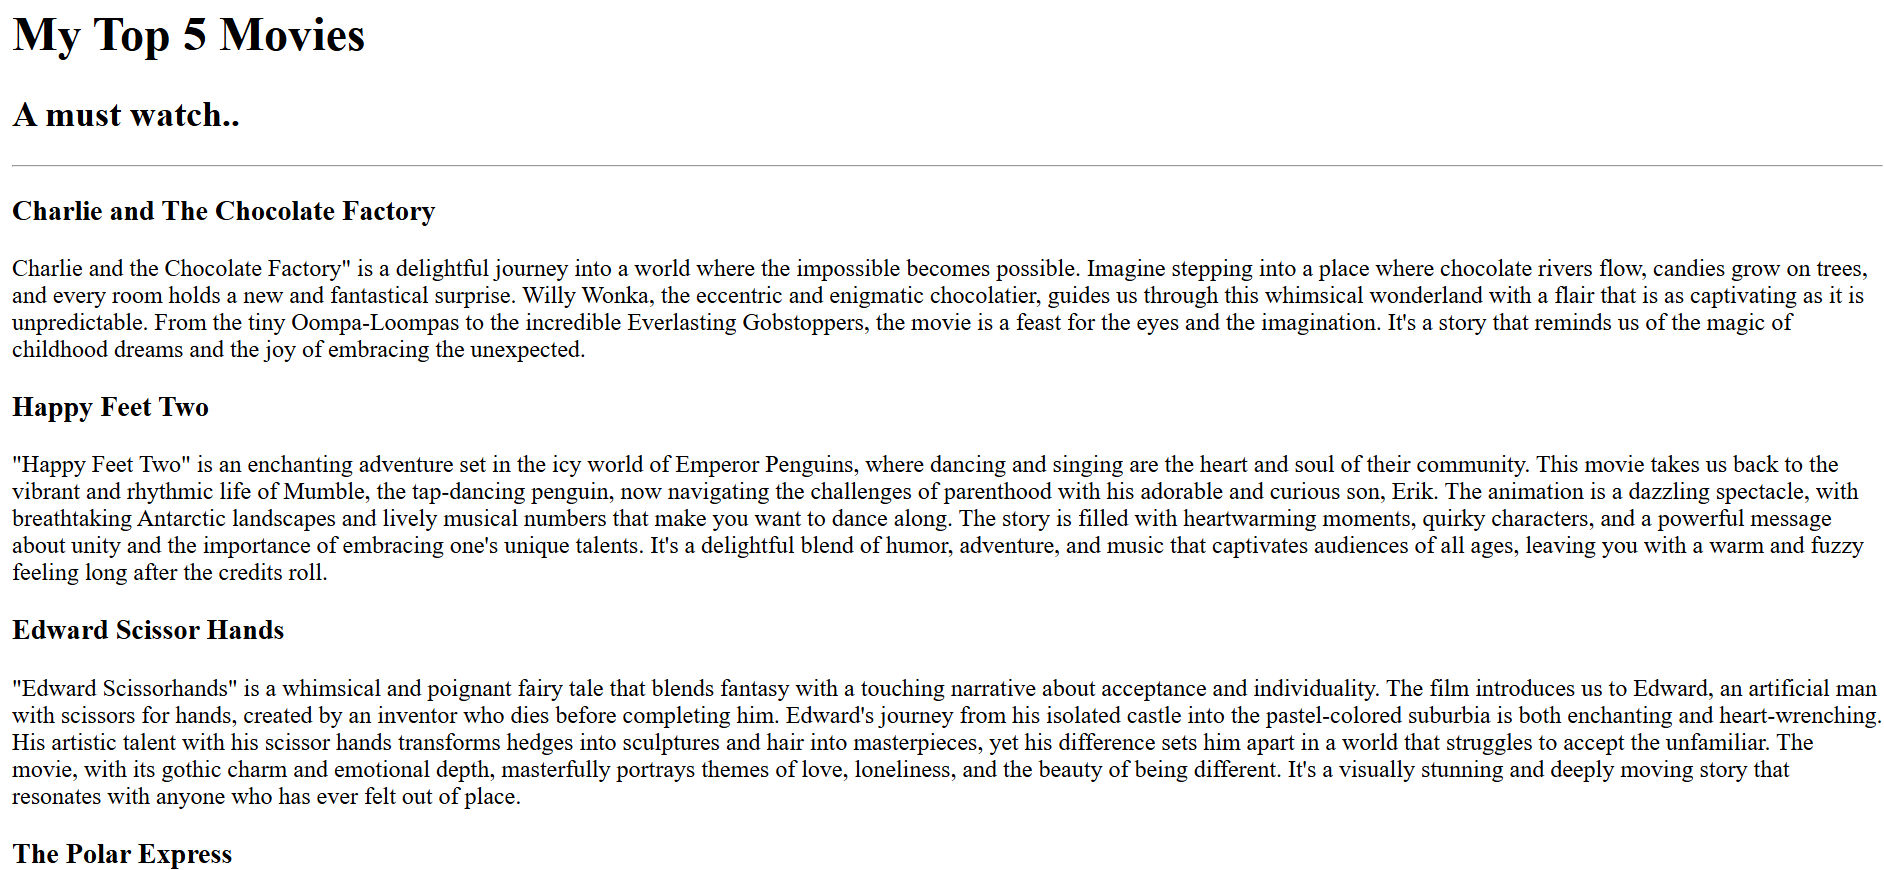 My Top 5 Movies
A must watch..
Charlie and The Chocolate Factory
Charlie and the Chocolate Factory" is a delightful journey into a world where the impossible becomes possible. Imagine stepping into a place where chocolate rivers flow, candies grow on trees,
and every room holds a new and fantastical surprise. Willy Wonka, the eccentric and enigmatic chocolatier, guides us through this whimsical wonderland with a flair that is as captivating as it is
unpredictable. From the tiny Oompa-Loompas to the incredible Everlasting Gobstoppers, the movie is a feast for the eyes and the imagination. It's a story that reminds us of the magic of
childhood dreams and the joy of embracing the unexpected.
Happy Feet Two
"Happy Feet Two" is an enchanting adventure set in the icy world of Emperor Penguins, where dancing and singing are the heart and soul of their community. This movie takes us back to the
vibrant and rhythmic life of Mumble, the tap-dancing penguin, now navigating the challenges of parenthood with his adorable and curious son, Erik. The animation is a dazzling spectacle, with
breathtaking Antarctic landscapes and lively musical numbers that make you want to dance along. The story is filled with heartwarming moments, quirky characters, and a powerful message
about unity and the importance of embracing one's unique talents. It's a delightful blend of humor, adventure, and music that captivates audiences of all ages, leaving you with a warm and fuzzy
feeling long after the credits roll.
Edward Scissor Hands
"Edward Scissorhands" is a whimsical and poignant fairy tale that blends fantasy with a touching narrative about acceptance and individuality. The film introduces us to Edward, an artificial man
with scissors for hands, created by an inventor who dies before completing him. Edward's journey from his isolated castle into the pastel-colored suburbia is both enchanting and heart-wrenching.
His artistic talent with his scissor hands transforms hedges into sculptures and hair into masterpieces, yet his difference sets him apart in a world that struggles to accept the unfamiliar. The
movie, with its gothic charm and emotional depth, masterfully portrays themes of love, loneliness, and the beauty of being different. It's a visually stunning and deeply moving story that
resonates with anyone who has ever felt out of place.
The Polar Express